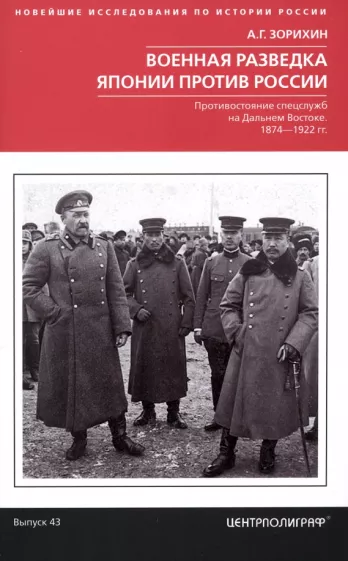 НОВЕЙШИЕ ИССЛЕДОВАНИЯ ПО ИСТОРИИ РОССИИ
А.Г. ЗОРИХИН
ВОЕННАЯ РАЗВЕДКА
ЯПОНИИ ПРОТИВ РОССИИ
Противостояние спецслужб
на Дальнем Востоке.
1874—1922 гг.
Выпуск 43
ЦЕНТРПОЛИГРАФ®